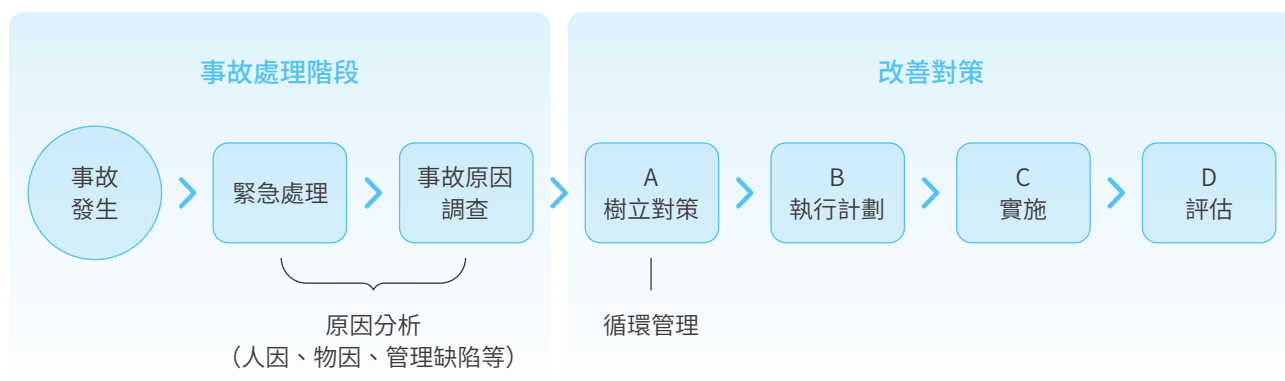 事故處理階段
改善對策
事故
發生
緊急處理
事故原因
調查
A
樹立對策
B
執行計劃
C
實施
D
評估
原因分析
（人因、物因、管理缺陷等）
循環管理